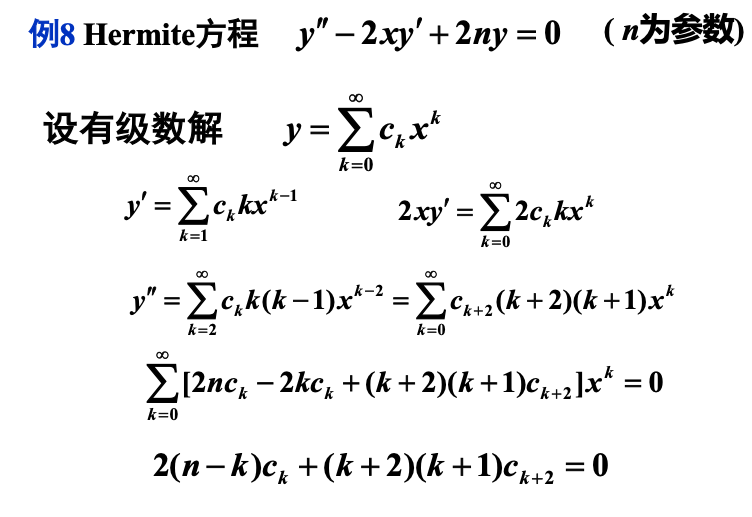 例8 Hermite方程 y″ − 2xy′ + 2ny = 0 ( n为参数)
设有级数解 y = ∑_{k=0}^{∞} c_k x^k
y′ = ∑_{k=1}^{∞} c_k kx^{k−1} 2xy′ = ∑_{k=0}^{∞} 2c_k kx^k
y″ = ∑_{k=2}^{∞} c_k k(k − 1)x^{k−2} = ∑_{k=0}^{∞} c_{k+2}(k + 2)(k + 1)x^k
∑_{k=0}^{∞} [2nc_k − 2kc_k + (k + 2)(k + 1)c_{k+2}]x^k = 0
2(n − k)c_k + (k + 2)(k + 1)c_{k+2} = 0